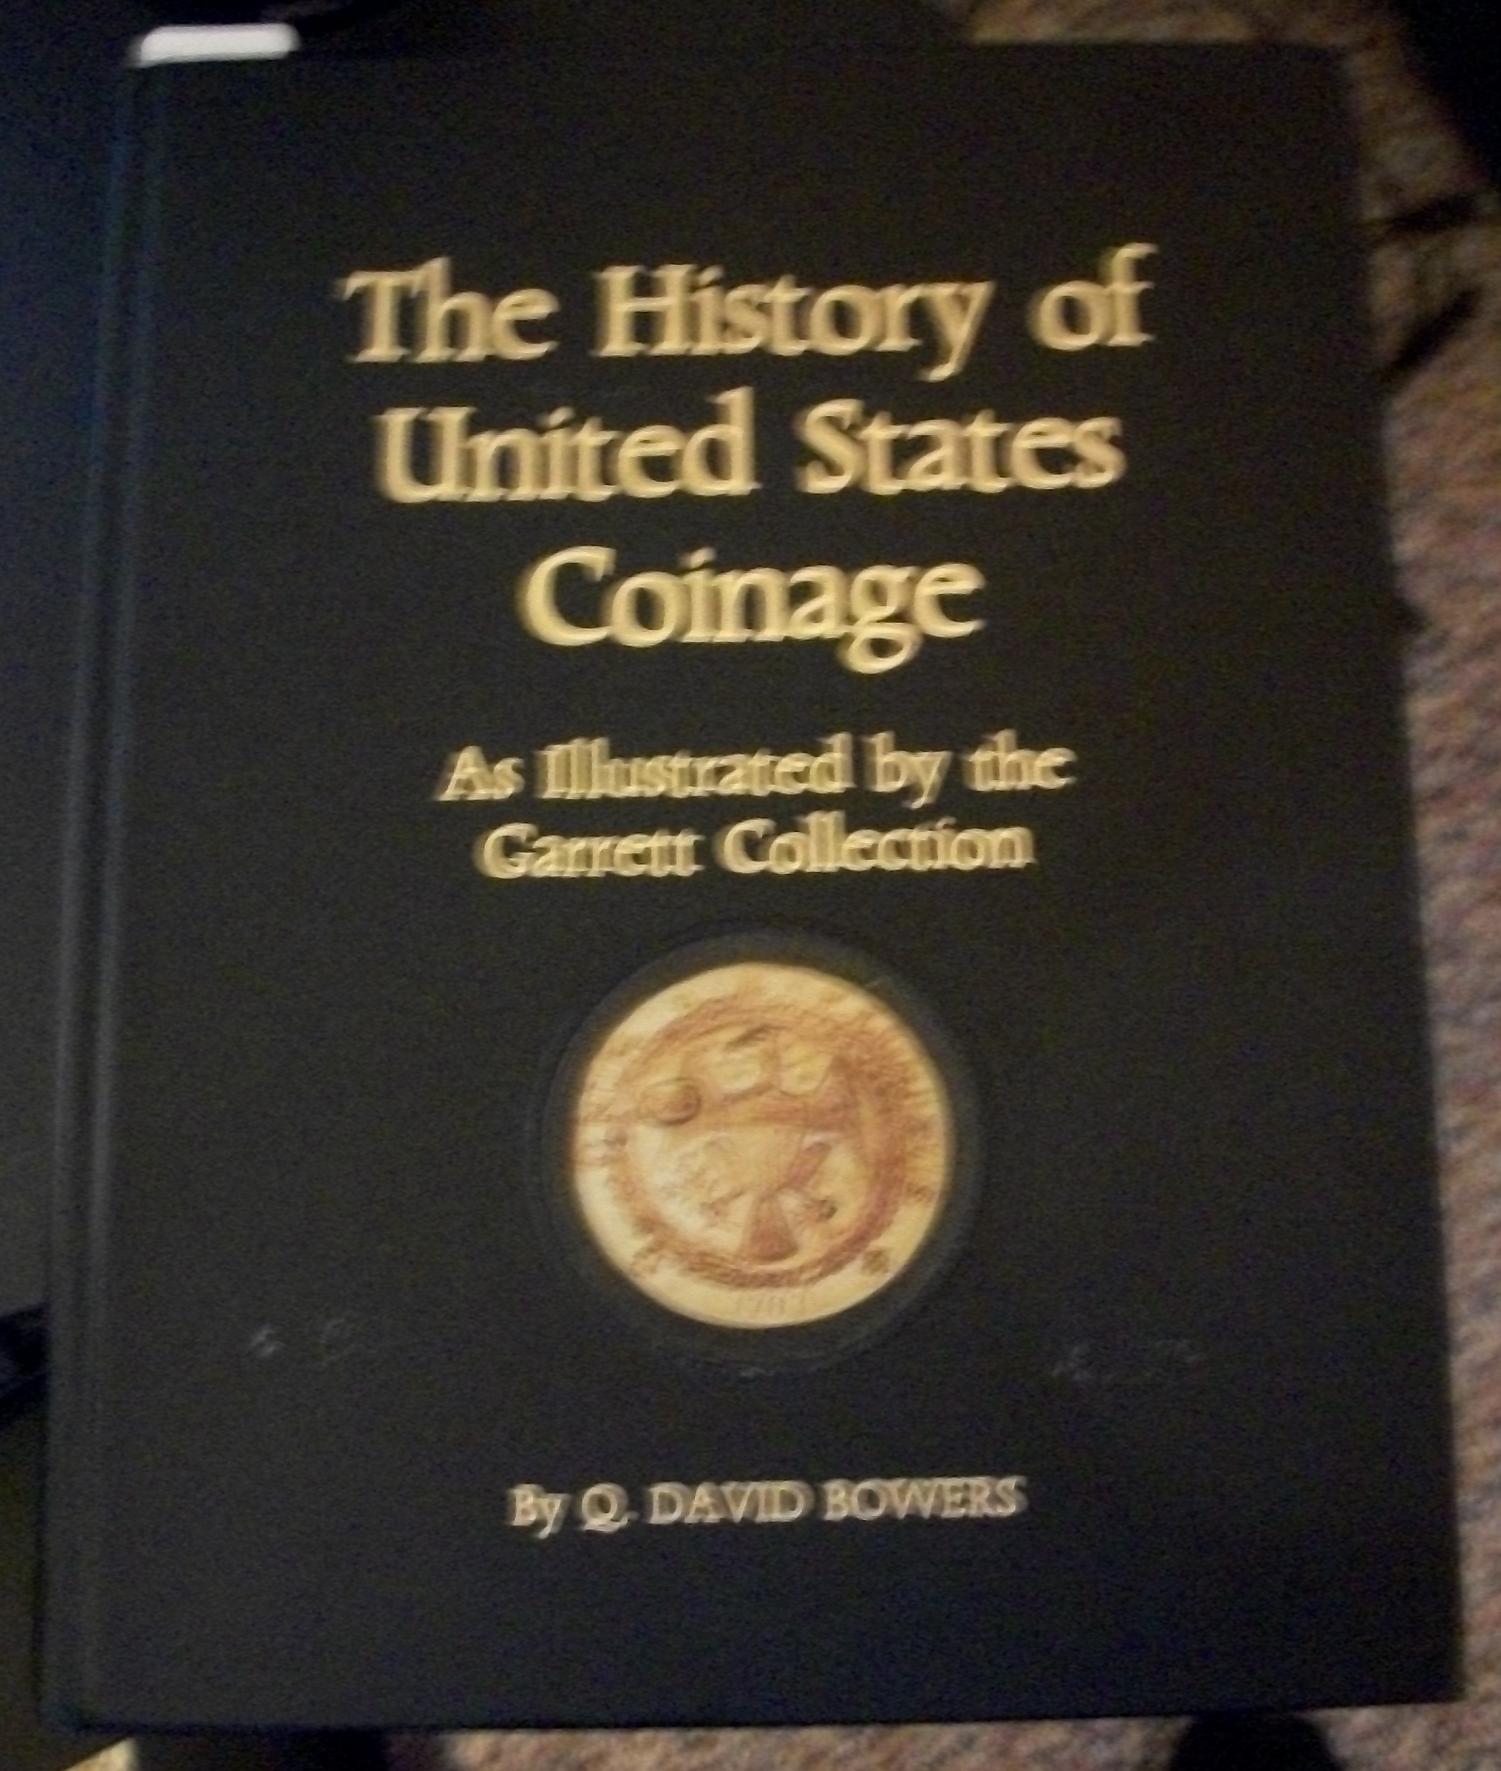 The History of
United States
Coinage
As Illustrated by the
Garrett Collection
By Q. DAVID BOWERS